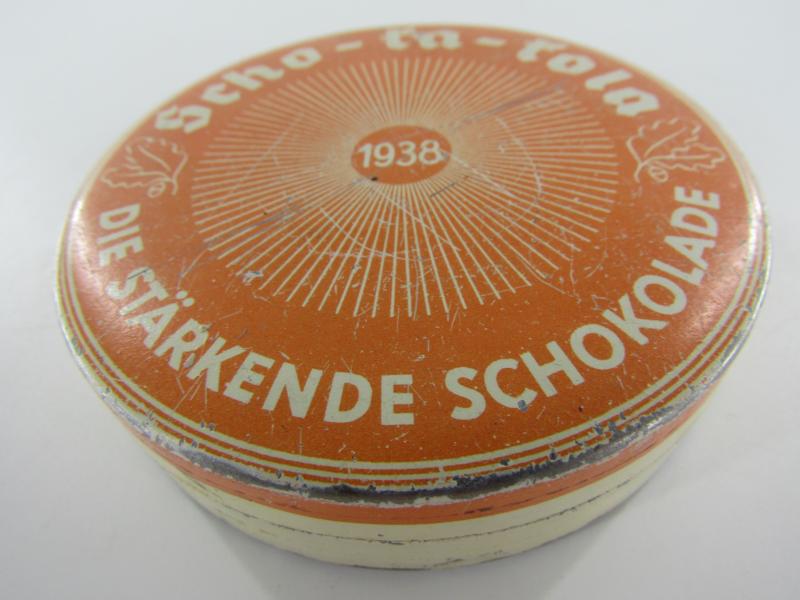 Scho-ka-kola
1938
DIE STÄRKENDE SCHOKOLADE